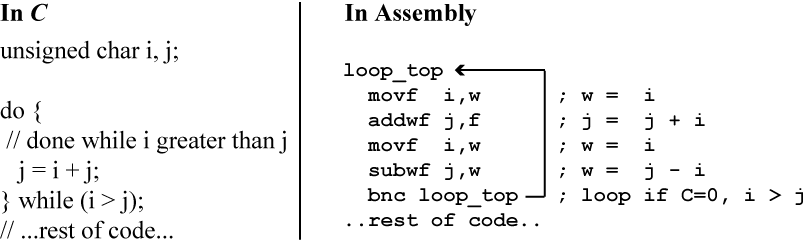 In C
unsigned char i, j;
do {
// done while i greater than j
j = i + j;
} while (i > j);
// ...rest of code...
In Assembly
loop_top
movf i,w ; w = i
addwf j,f ; j = j + i
movf i,w ; w = i
subwf j,w ; w = j - i
bnc loop_top ; loop if C=0, i > j
..rest of code..